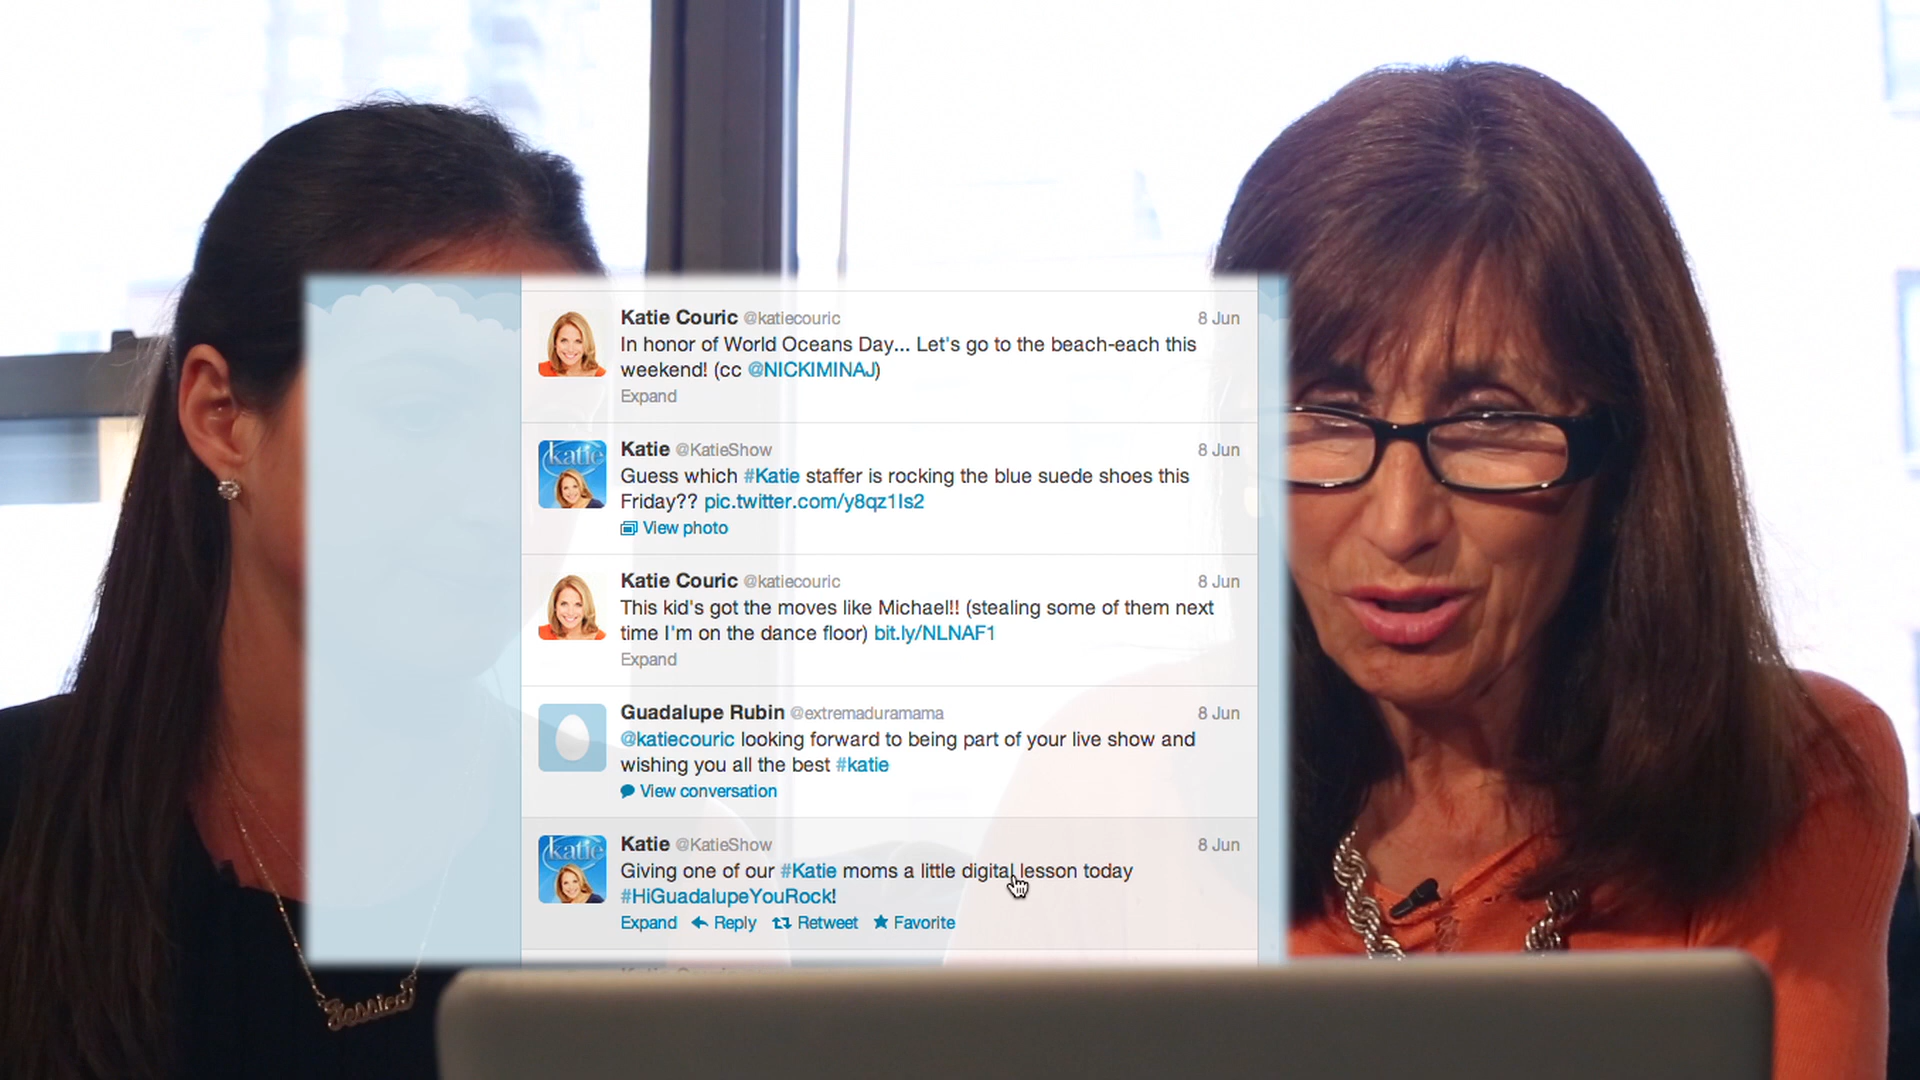 Katie Couric @katiecouric 8 Jun
In honor of World Oceans Day... Let's go to the beach-each this
weekend! (cc @NICKIMINAJ)
Expand
katie
Katie @KatieShow 8 Jun
Guess which #Katie staffer is rocking the blue suede shoes this
Friday?? pic.twitter.com/y8qz1Is2
View photo
Katie Couric @katiecouric 8 Jun
This kid's got the moves like Michael!! (stealing some of them next
time I'm on the dance floor) bit.ly/NLNAF1
Expand
Guadalupe Rubin @extremaduramama 8 Jun
@katiecouric looking forward to being part of your live show and
wishing you all the best #katie
View conversation
katie
Katie @KatieShow 8 Jun
Giving one of our #Katie moms a little digital lesson today
#HiGuadalupeYouRock!
Expand Reply Retweet Favorite
Jessica